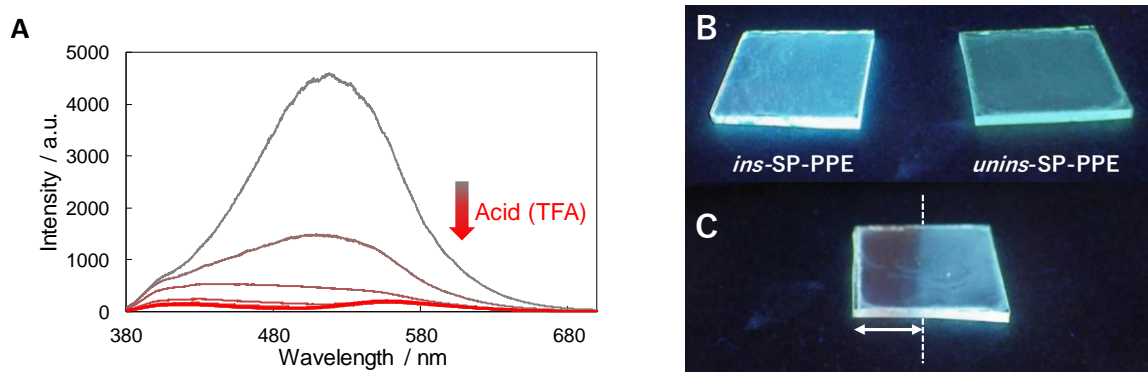 A
5000
4000
3000
2000
1000
0
380
480
580
680
Intensity / a.u.
Wavelength / nm
Acid (TFA)
B
ins-SP-PPE
unins-SP-PPE
C